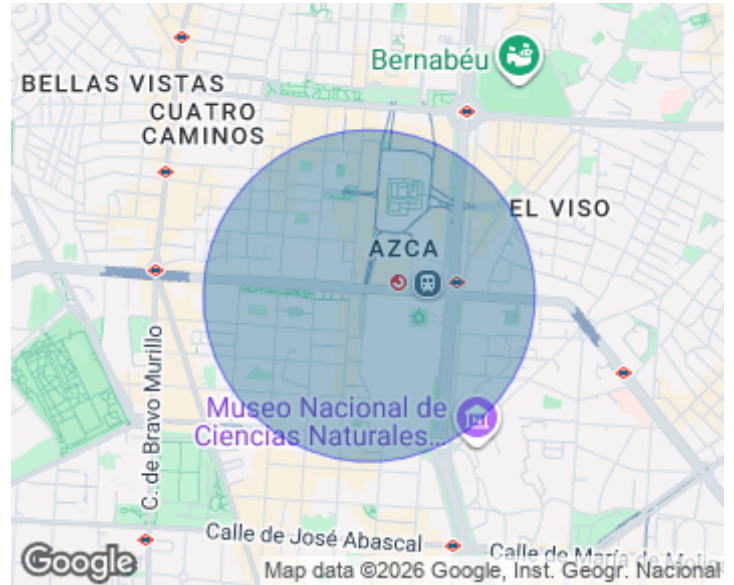 Bernabéu
BELLAS VISTAS
CUATRO
CAMINOS
EL VISO
AZCA
C. de Bravo Murillo
Museo Nacional de
Ciencias Naturales...
Calle de José Abascal
Calle de María de Molina
Google
Map data ©2026 Google, Inst. Geogr. Nacional